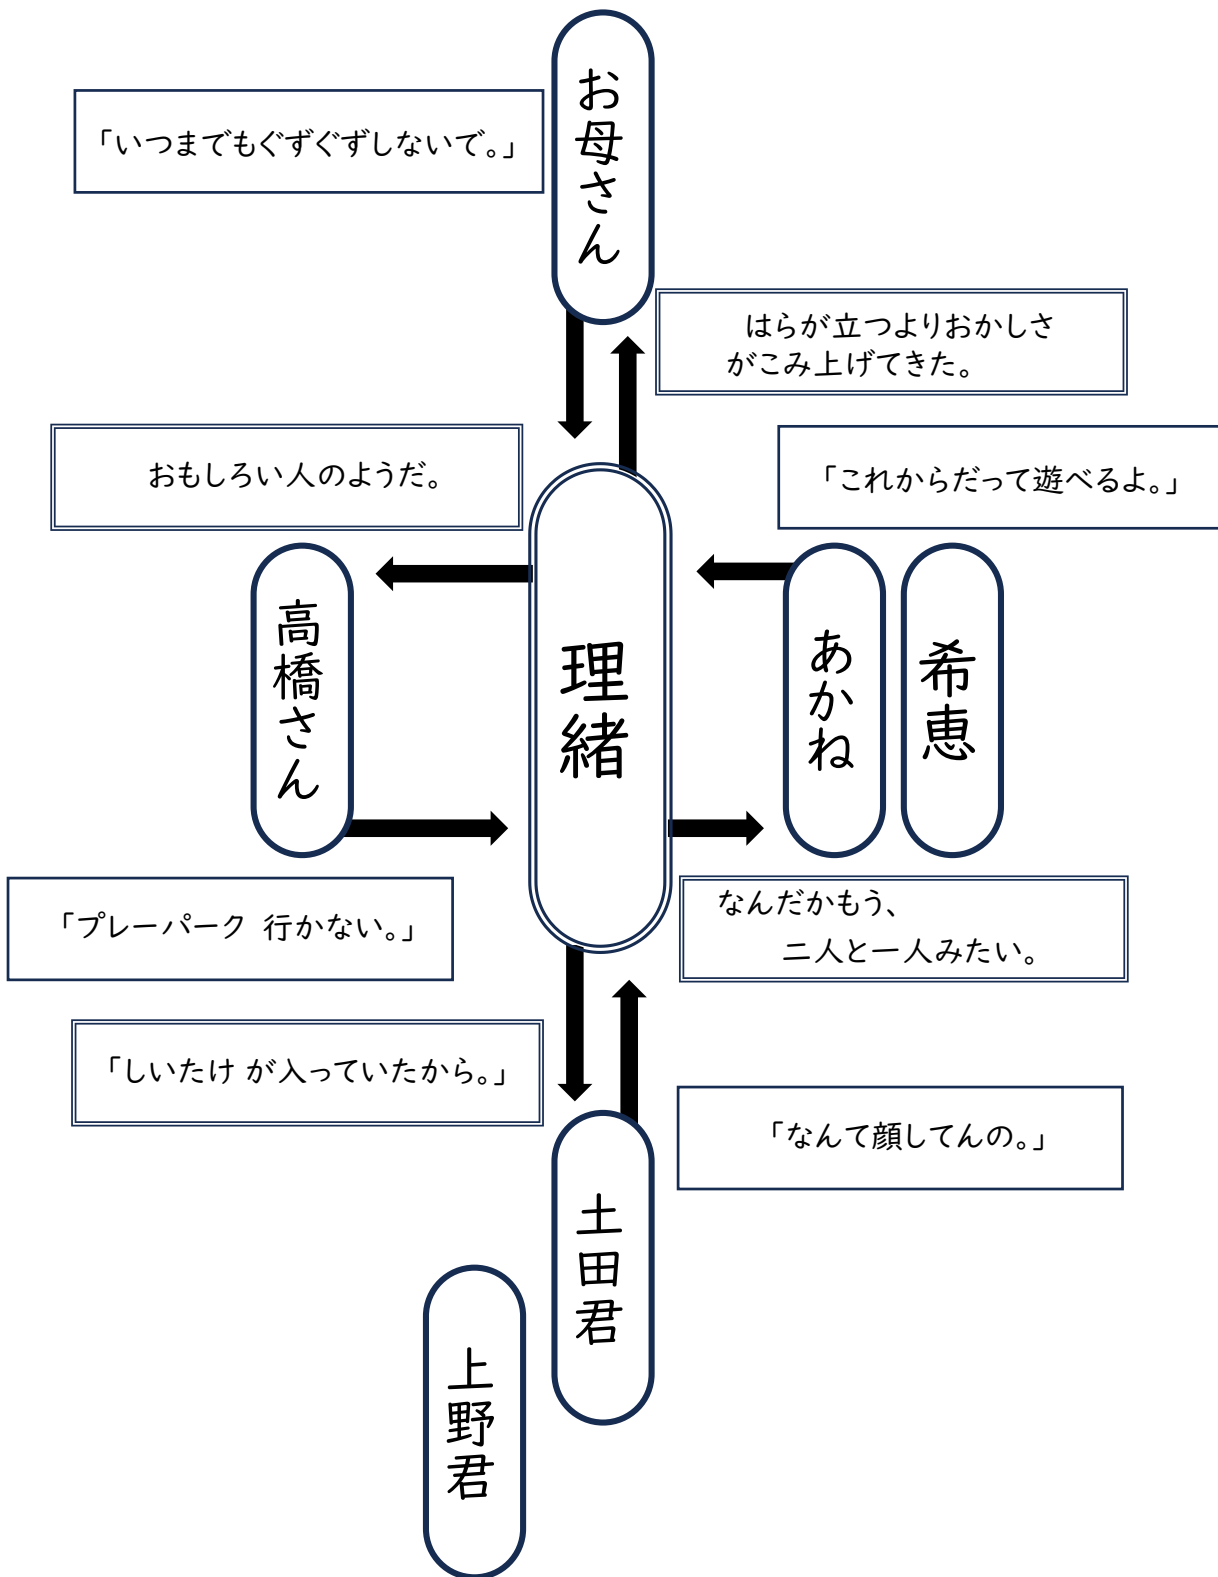 お母さん
「いつまでもぐずぐずしないで。」
はらが立つよりおかしさ
がこみ上げてきた。
おもしろい人のようだ。
「これからだって遊べるよ。」
高橋さん
理緒
あかね
希恵
「プレーパーク 行かない。」
なんだかもう、
二人と一人みたい。
「しいたけ が入っていたから。」
「なんて顔してんの。」
土田君
上野君